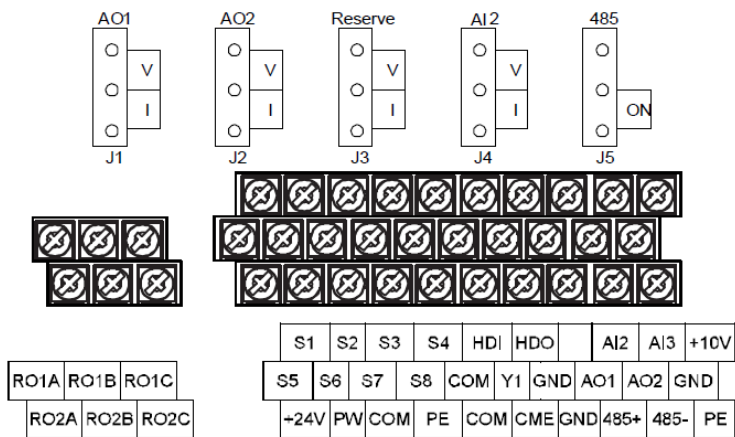 AO1 AO2 Reserve AI2 485
V V V V
I I I I ON
J1 J2 J3 J4 J5
S1 S2 S3 S4 HDI HDO AI2 AI3 +10V
RO1A RO1B RO1C S5 S6 S7 S8 COM Y1 GND AO1 AO2 GND
RO2A RO2B RO2C +24V PW COM PE COM CME GND 485+ 485- PE